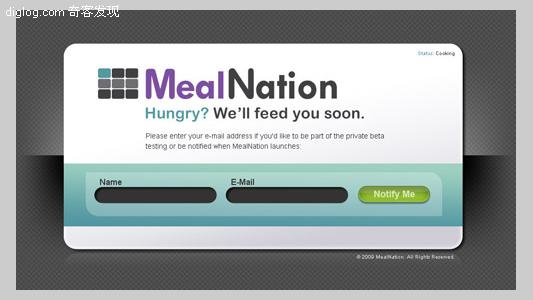 diglog.com 奇客发现
Status: Cooking
MealNation
Hungry? We'll feed you soon.
Please enter your e-mail address if you'd like to be part of the private beta
testing or be notified when MealNation launches:
Name E-Mail
Notify Me
© 2009 MealNation. All Rights Reserved.